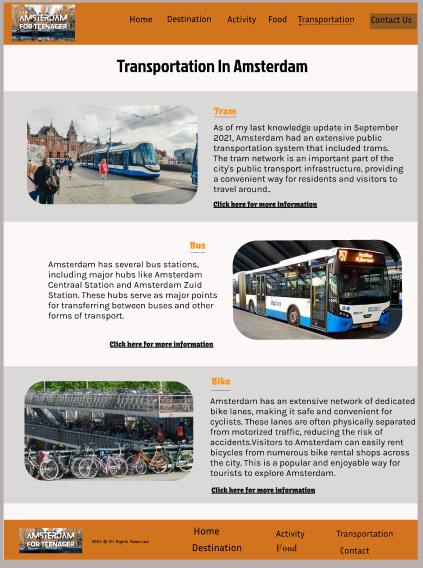 AMSTERDAM
FOR TEENAGER
Home Destination Activity Food Transportation Contact Us
Transportation In Amsterdam
Tram
As of my last knowledge update in September
2021, Amsterdam had an extensive public
transportation system that included trams.
The tram network is an important part of the
city's public transport infrastructure, providing
a convenient way for residents and visitors to
travel around..
Click here for more information
Bus
Amsterdam has several bus stations,
including major hubs like Amsterdam
Centraal Station and Amsterdam Zuid
Station. These hubs serve as major points
for transferring between buses and other
forms of transport.
Click here for more information
Bike
Amsterdam has an extensive network of dedicated
bike lanes, making it safe and convenient for
cyclists. These lanes are often physically separated
from motorized traffic, reducing the risk of
accidents.Visitors to Amsterdam can easily rent
bicycles from numerous bike rental shops across
the city. This is a popular and enjoyable way for
tourists to explore Amsterdam.
Click here for more information
AMSTERDAM
FOR TEENAGER
2023 © All Rights Reserved
Home Activity Transportation
Destination Food Contact